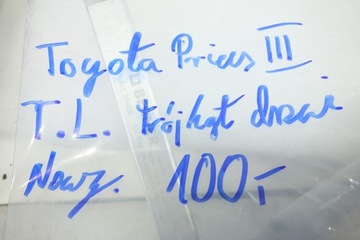 Toyota Prius III
T.L. trójkąt drzwi
Nowy. 100,-